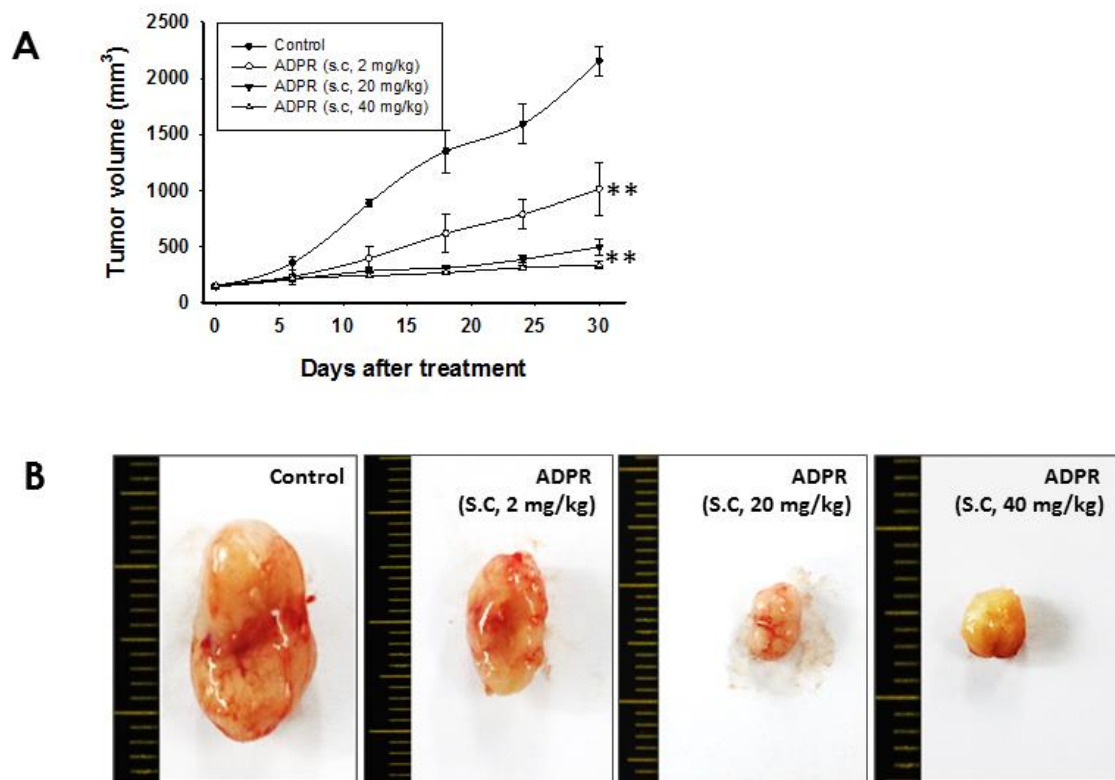 A
Tumor volume (mm³)
2500
2000
1500
1000
500
0
Control
ADPR (s.c, 2 mg/kg)
ADPR (s.c, 20 mg/kg)
ADPR (s.c, 40 mg/kg)
**
**
0 5 10 15 20 25 30
Days after treatment
B
Control
ADPR
(S.C, 2 mg/kg)
ADPR
(S.C, 20 mg/kg)
ADPR
(S.C, 40 mg/kg)